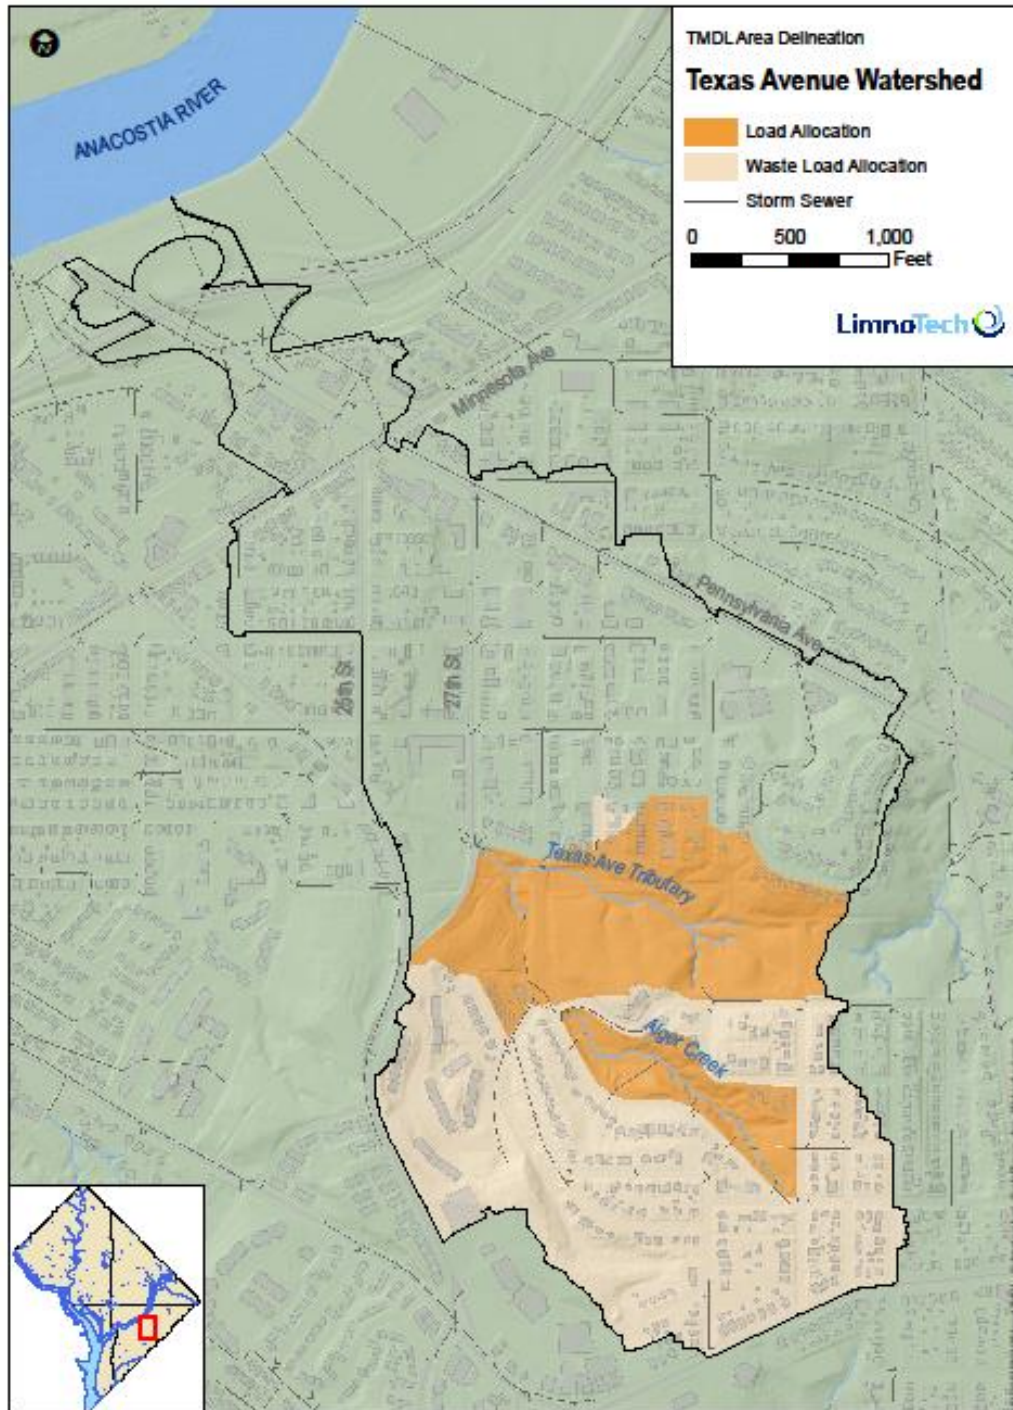 N
ANACOSTIA RIVER
TMDL Area Delineation
Texas Avenue Watershed
Load Allocation
Waste Load Allocation
Storm Sewer
0 500 1,000
Feet
LimnoTech
Minnesota Ave
Pennsylvania Ave
25th St
27th St
Texas Ave Tributary
Alger Creek